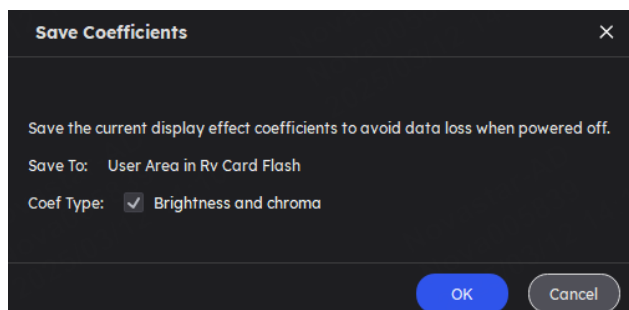 Save Coefficients
Save the current display effect coefficients to avoid data loss when powered off.
Save To: User Area in Rv Card Flash
Coef Type: Brightness and chroma
OK Cancel